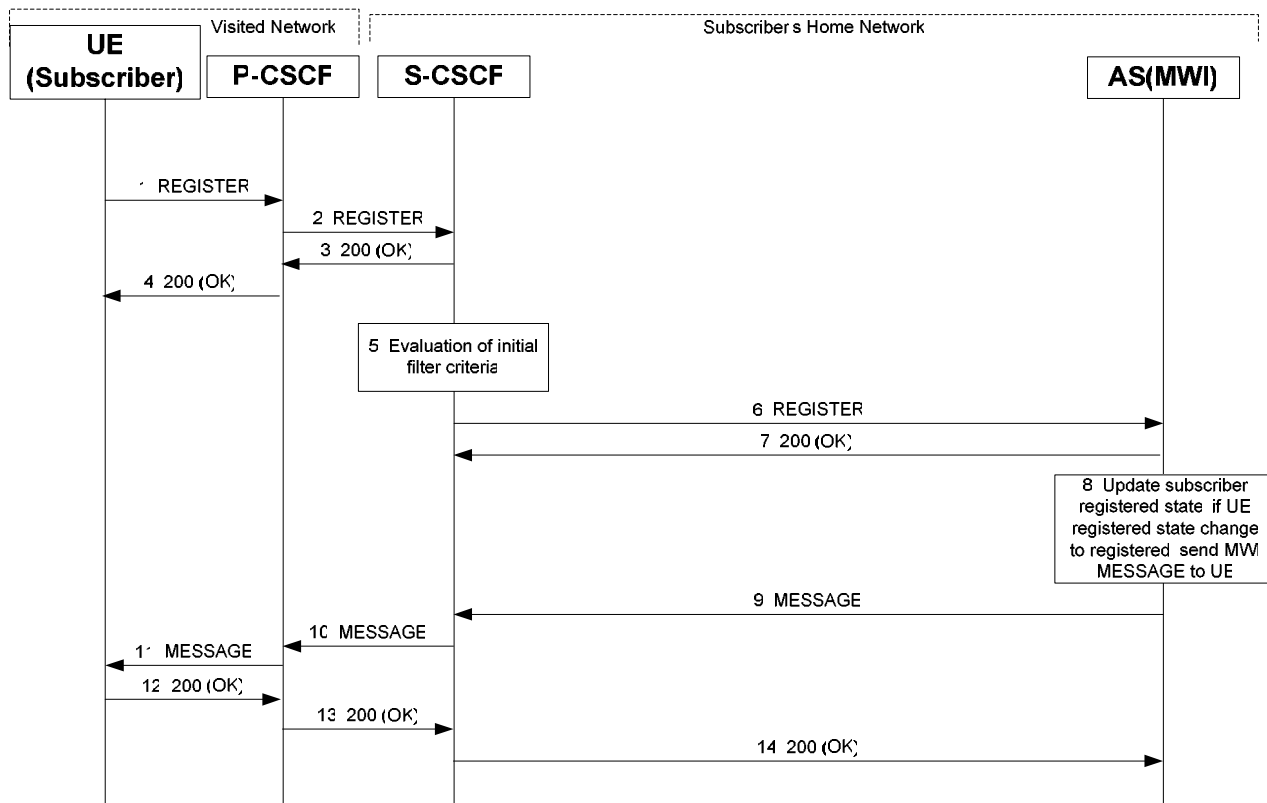 Visited Network
Subscriber s Home Network
UE
(Subscriber)
P-CSCF
S-CSCF
AS(MWI)
1 REGISTER
2 REGISTER
3 200 (OK)
4 200 (OK)
5 Evaluation of initial
filter criteria
6 REGISTER
7 200 (OK)
8 Update subscriber
registered state if UE
registered state change
to registered send MWI
MESSAGE to UE
9 MESSAGE
10 MESSAGE
11 MESSAGE
12 200 (OK)
13 200 (OK)
14 200 (OK)